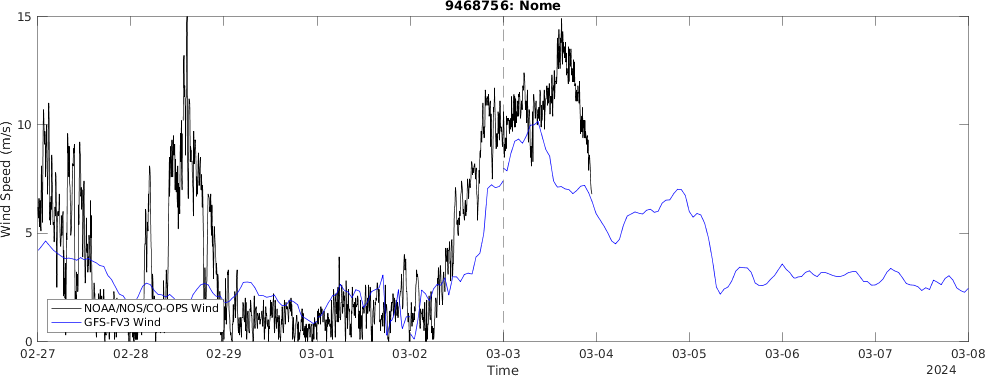 9468756: Nome
15
10
5
0
Wind Speed (m/s)
NOAA/NOS/CO-OPS Wind
GFS-FV3 Wind
02-27 02-28 02-29 03-01 03-02 03-03 03-04 03-05 03-06 03-07 03-08
Time
2024